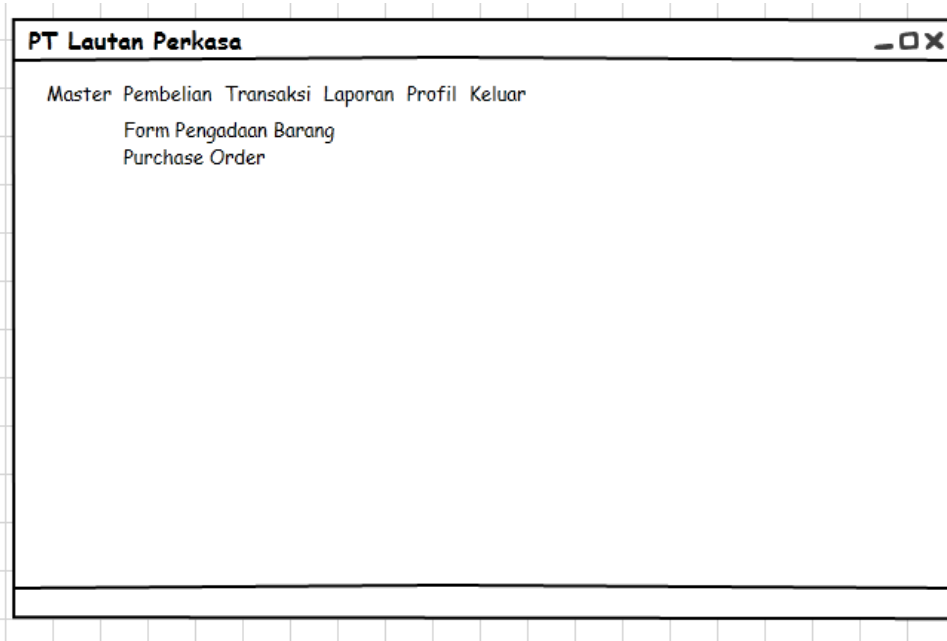 PT Lautan Perkasa
Master Pembelian Transaksi Laporan Profil Keluar
Form Pengadaan Barang
Purchase Order